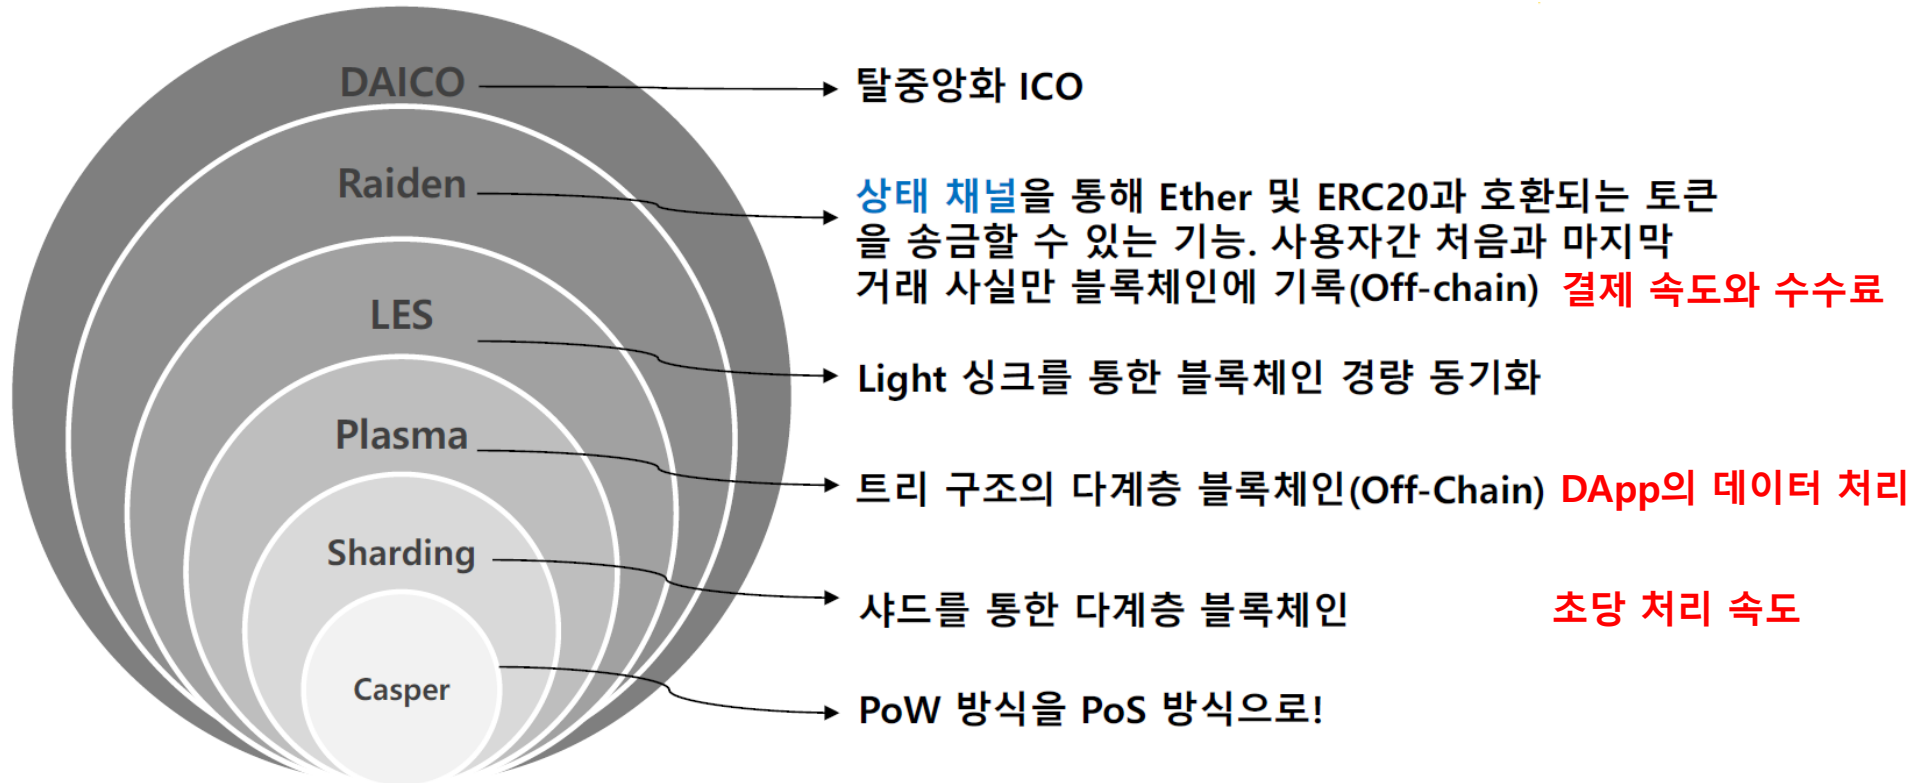 DAICO
탈중앙화 ICO
Raiden
상태 채널을 통해 Ether 및 ERC20과 호환되는 토큰
을 송금할 수 있는 기능. 사용자간 처음과 마지막
거래 사실만 블록체인에 기록(Off-chain) 결제 속도와 수수료
LES
Light 싱크를 통한 블록체인 경량 동기화
Plasma
트리 구조의 다계층 블록체인(Off-Chain) DApp의 데이터 처리
Sharding
샤드를 통한 다계층 블록체인 초당 처리 속도
Casper
PoW 방식을 PoS 방식으로!